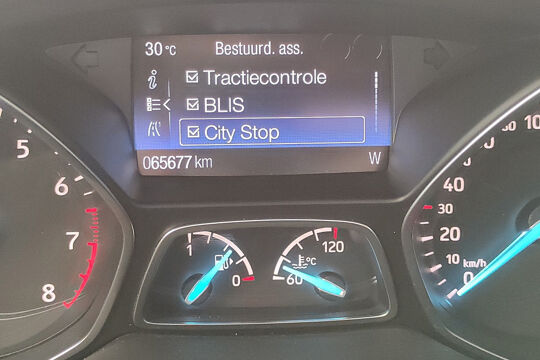 30 °C Bestuurd. ass.
Tractiecontrole
BLIS
City Stop
065677 km W
5
6
7
8
1
0
60
120
°C
40
30
20
10
0
km/h